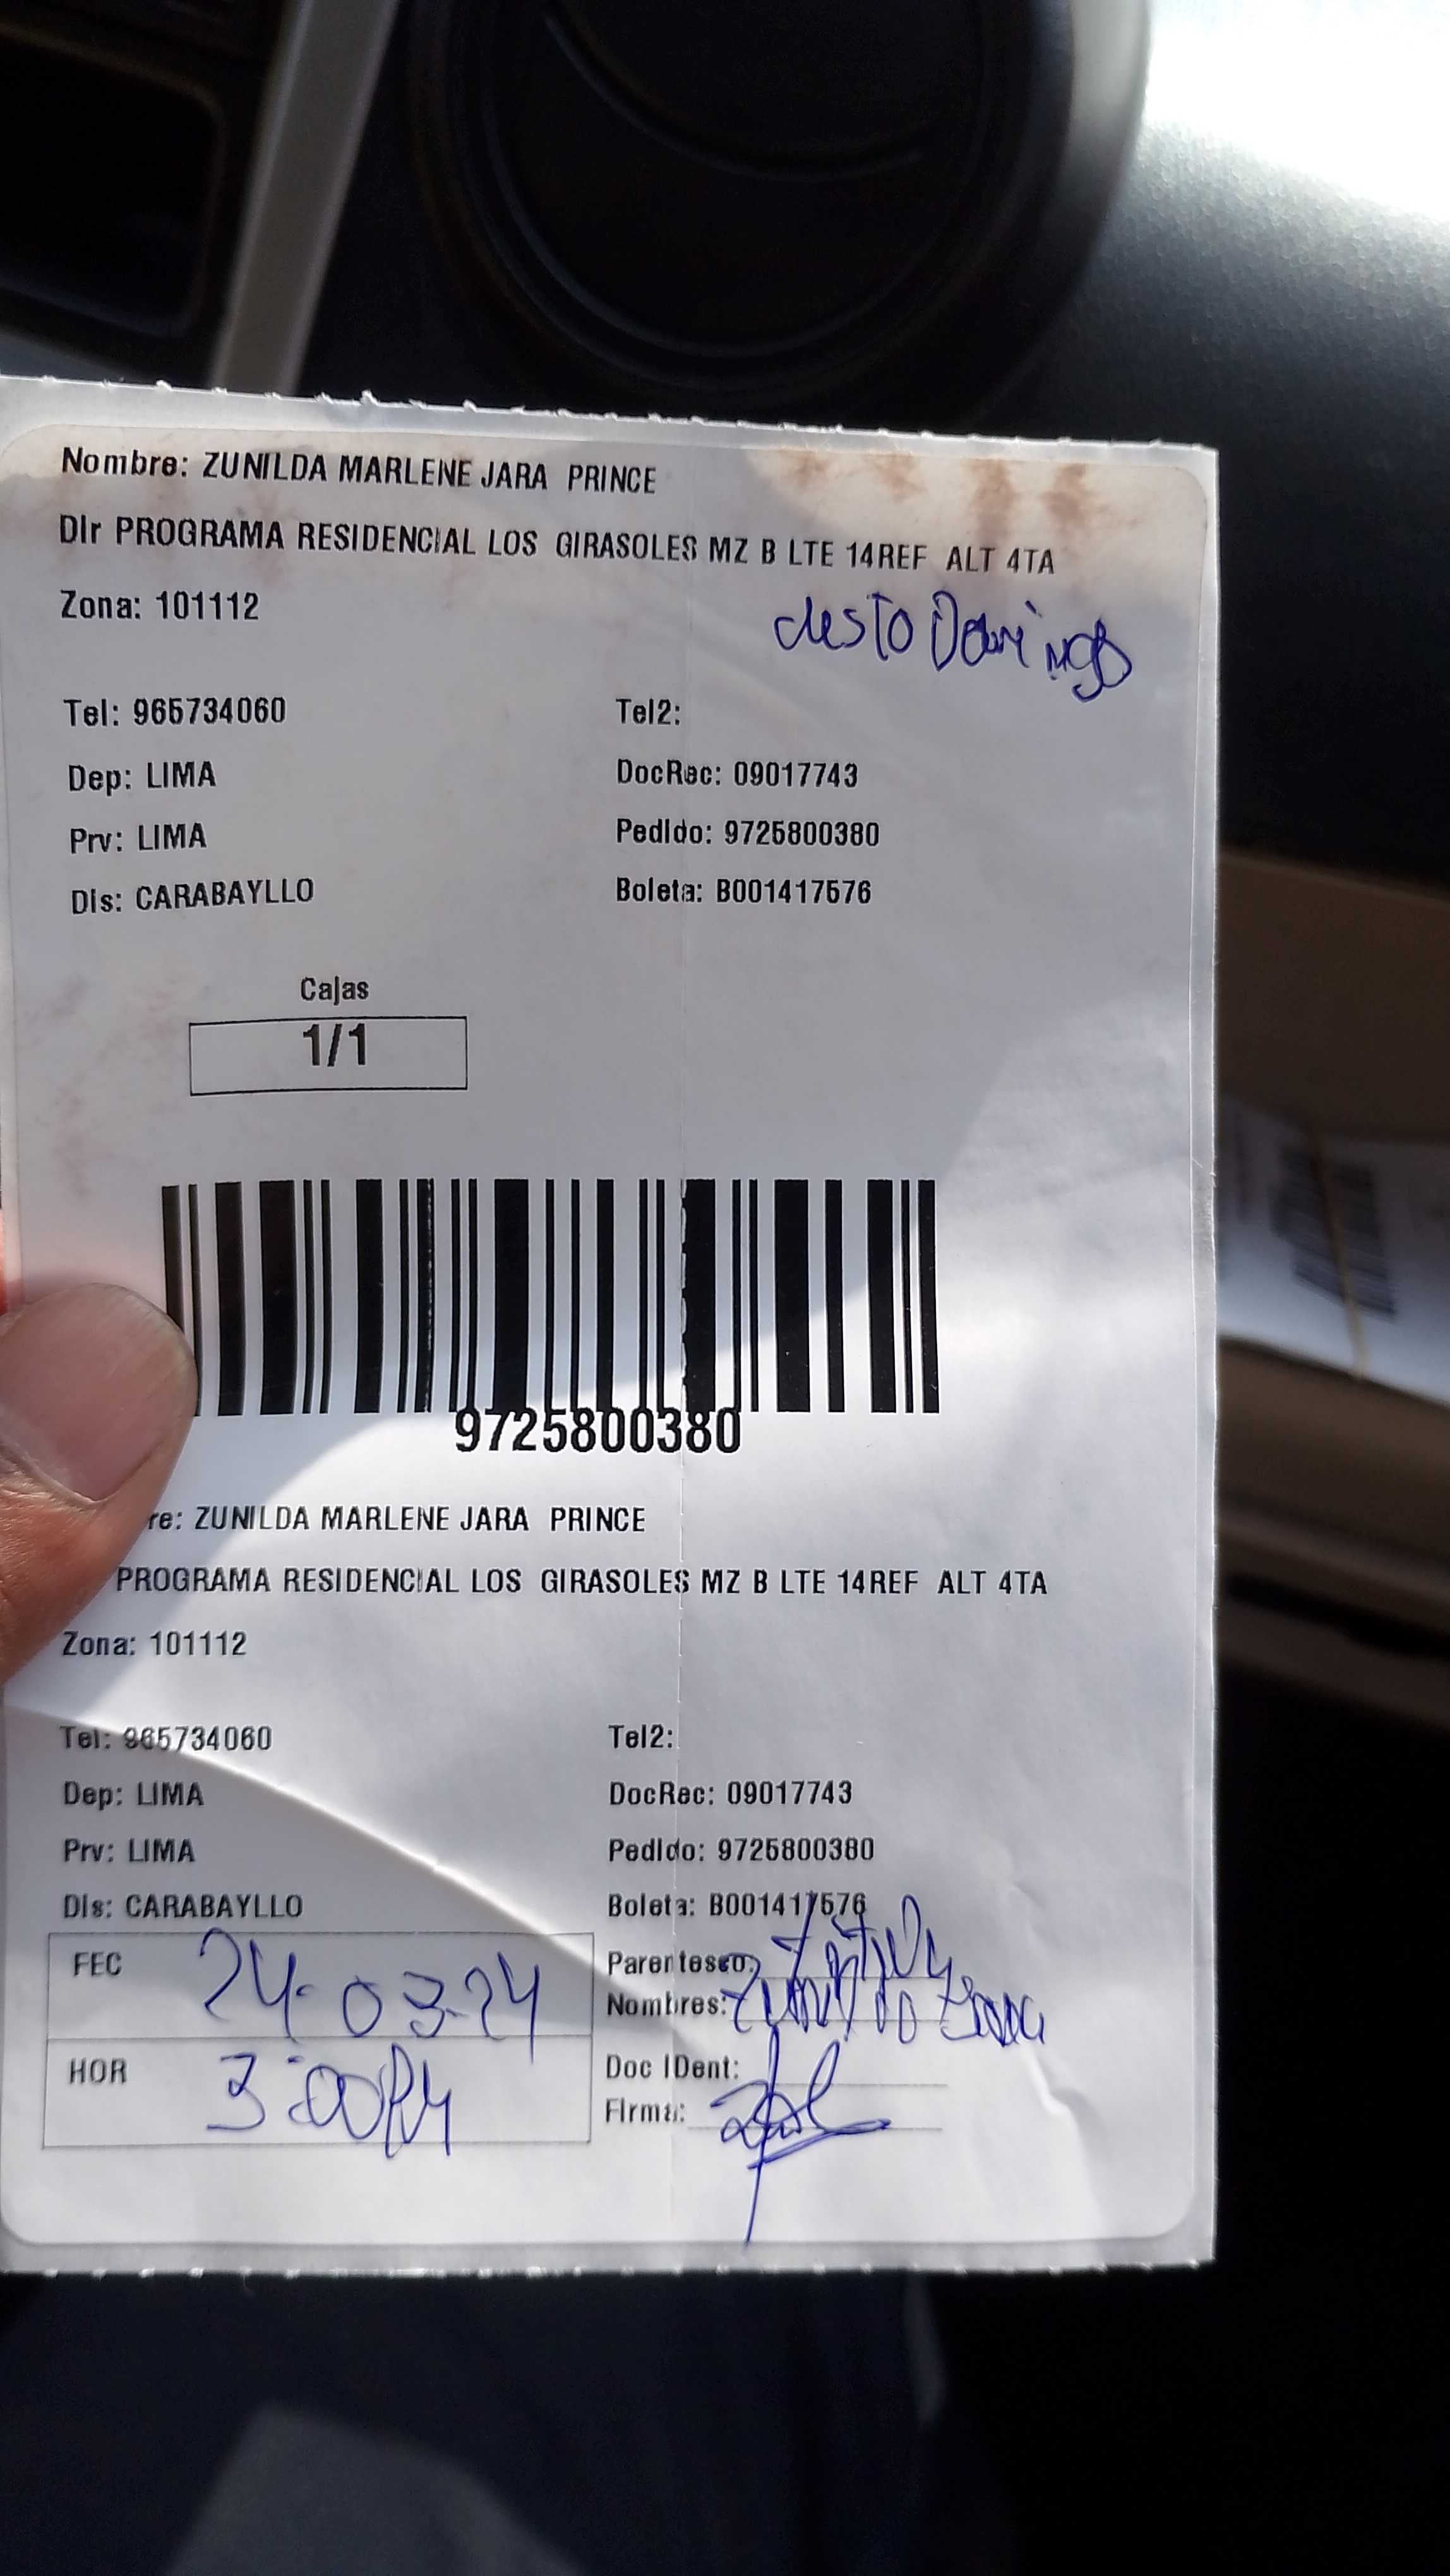 Nombre: ZUNILDA MARLENE JARA PRINCE
Dir PROGRAMA RESIDENCIAL LOS GIRASOLES MZ B LTE 14REF ALT 4TA
Zona: 101112
Domingo
Tel: 965734060 Tel2:
Dep: LIMA DocRec: 09017743
Prv: LIMA Pedido: 9725800380
Dis: CARABAYLLO Boleta: B001417576
Cajas
1/1
9725800380
re: ZUNILDA MARLENE JARA PRINCE
PROGRAMA RESIDENCIAL LOS GIRASOLES MZ B LTE 14REF ALT 4TA
Zona: 101112
Tel: 965734060 Tel2:
Dep: LIMA DocRec: 09017743
Prv: LIMA Pedido: 9725800380
Dis: CARABAYLLO Boleta: B001417576
FEC 24-03-24 Parentesco:
Nombres:
HOR 3:00PM Doc IDent:
Firma: